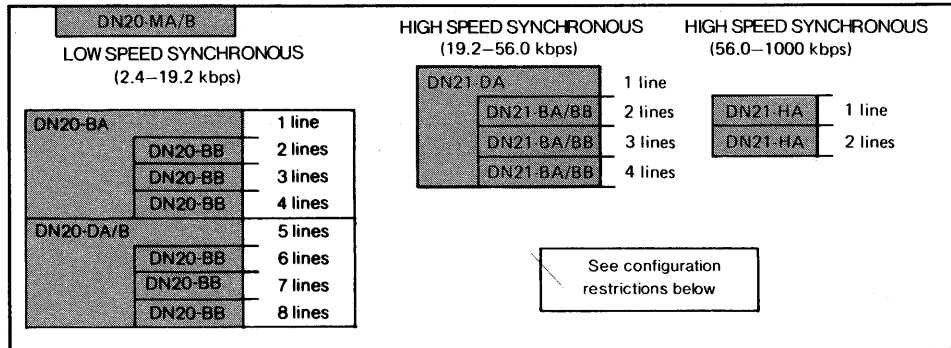 DN20-MA/B
LOW SPEED SYNCHRONOUS
(2.4–19.2 kbps)
DN20-BA 1 line
DN20-BB 2 lines
DN20-BB 3 lines
DN20-BB 4 lines
DN20-DA/B 5 lines
DN20-BB 6 lines
DN20-BB 7 lines
DN20-BB 8 lines
HIGH SPEED SYNCHRONOUS
(19.2–56.0 kbps)
DN21-DA 1 line
DN21-BA/BB 2 lines
DN21-BA/BB 3 lines
DN21-BA/BB 4 lines
HIGH SPEED SYNCHRONOUS
(56.0–1000 kbps)
DN21-HA 1 line
DN21-HA 2 lines
See configuration
restrictions below